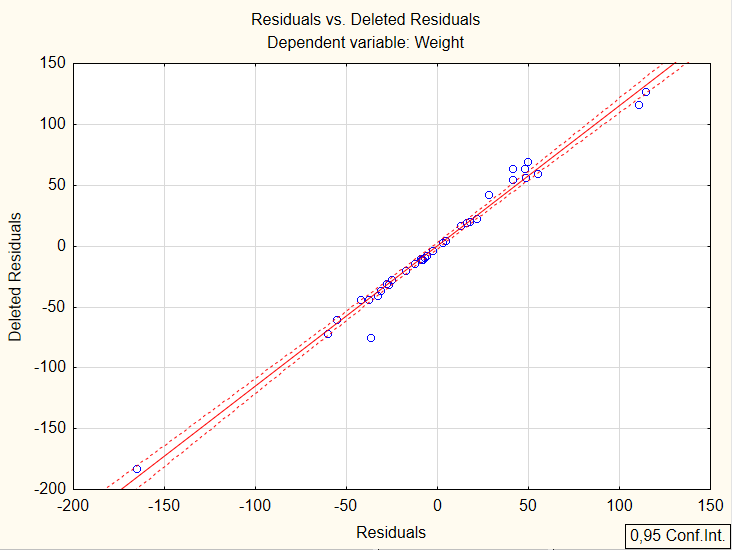 Residuals vs. Deleted Residuals
Dependent variable: Weight
150
100
50
0
-50
-100
-150
-200
Deleted Residuals
-200 -150 -100 -50 0 50 100 150
Residuals
0,95 Conf.Int.